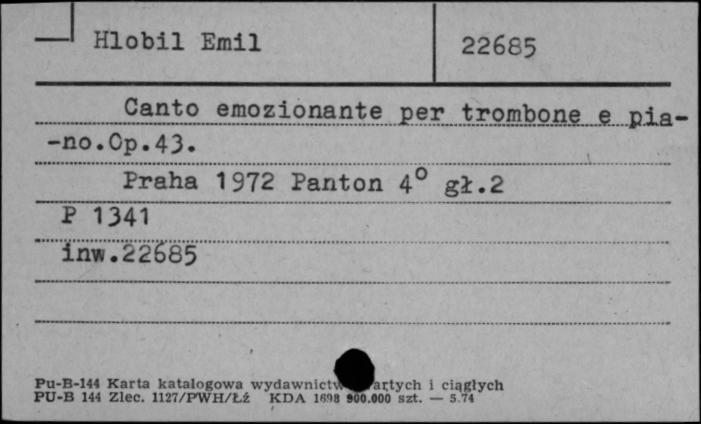 Hlobil Emil 22685
Canto emozionante per trombone e pia-
-no.Op.43.
Praha 1972 Panton 4° gł.2
P 1341
inw.22685
Pu-B-144 Karta katalogowa wydawnictw artych i ciągłych
PU-B 144 Zlec. 1127/PWH/Łź KDA 1698 900.000 szt. — 5.74